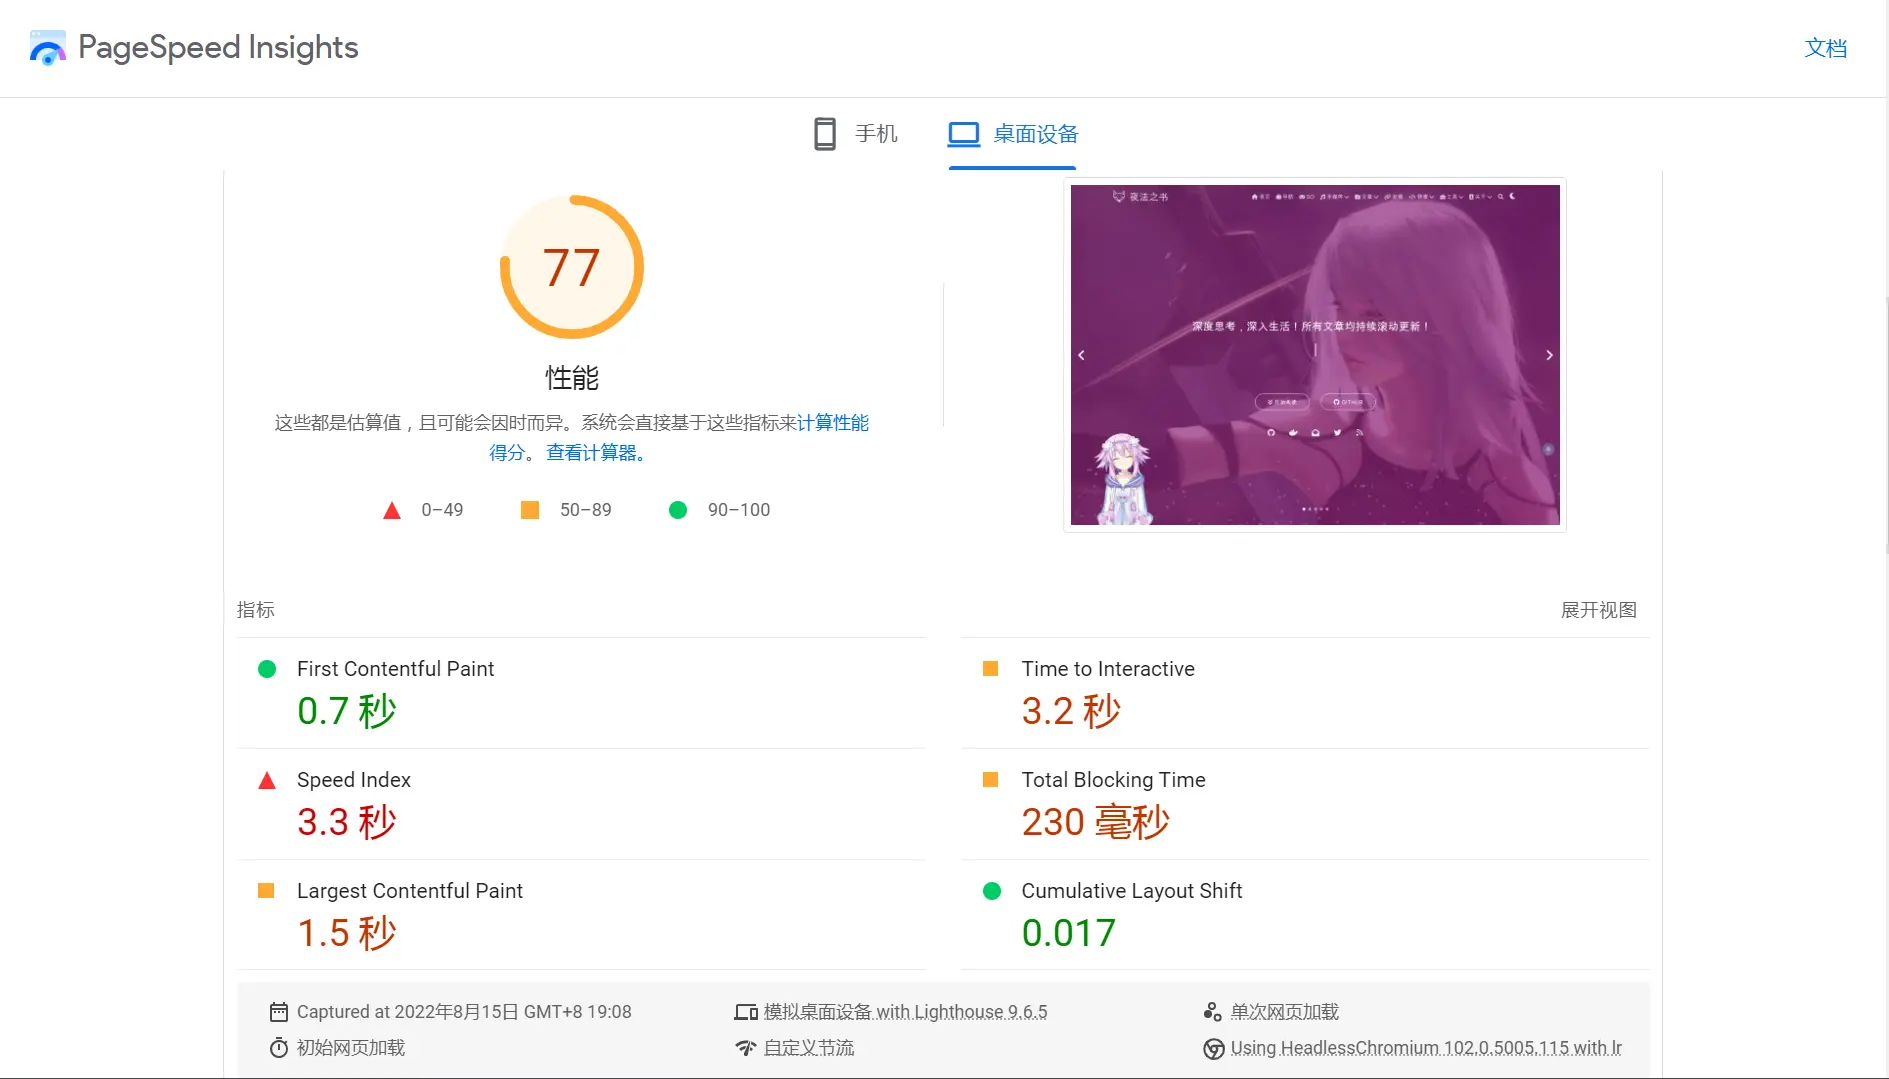 PageSpeed Insights
文档
手机
桌面设备
77
性能
这些都是估算值，且可能会因时而异。系统会直接基于这些指标来计算性能
得分。 查看计算器。
0–49
50–89
90–100
夜法之书
深度思考，深入生活！所有文章均持续滚动更新！
GITHUB
指标
展开视图
First Contentful Paint
0.7 秒
Time to Interactive
3.2 秒
Speed Index
3.3 秒
Total Blocking Time
230 毫秒
Largest Contentful Paint
1.5 秒
Cumulative Layout Shift
0.017
Captured at 2022年8月15日 GMT+8 19:08
模拟桌面设备 with Lighthouse 9.6.5
单次网页加载
初始网页加载
自定义节流
Using HeadlessChromium 102.0.5005.115 with lr